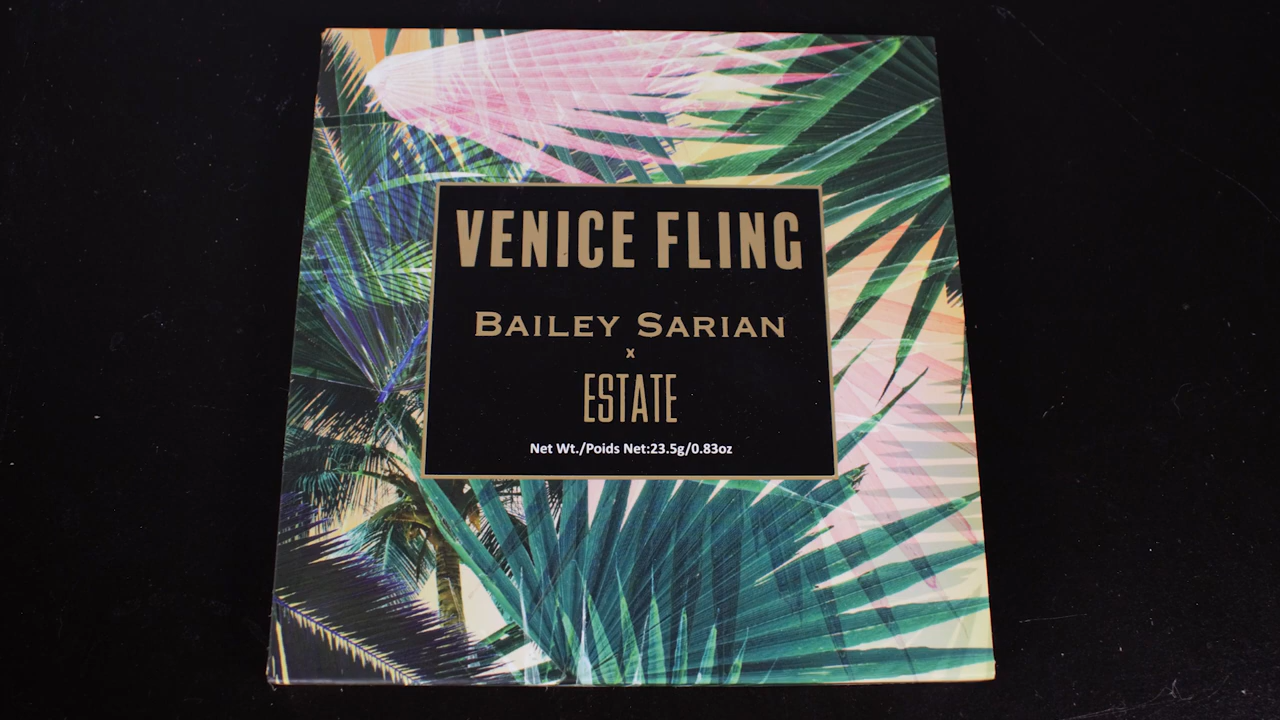 VENICE FLING
BAILEY SARIAN
x
ESTATE
Net Wt./Poids Net:23.5g/0.83oz